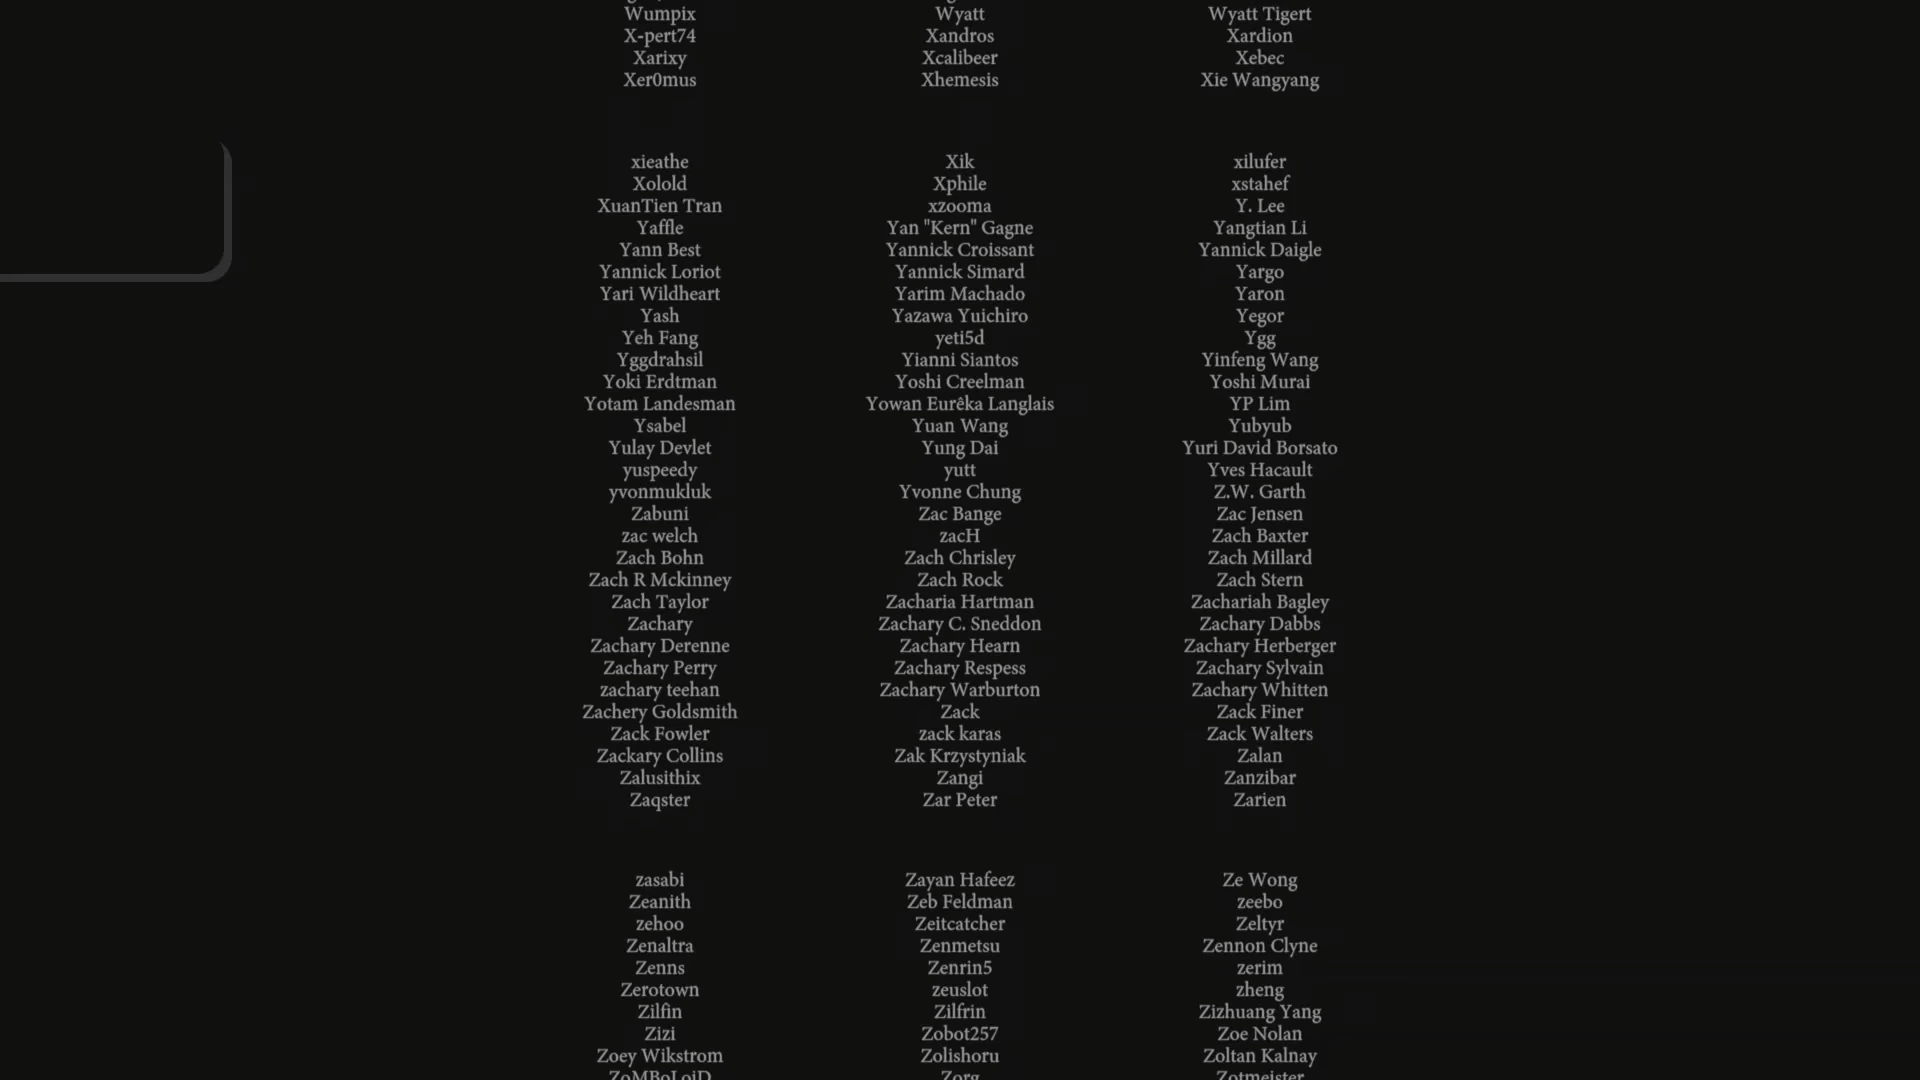 Wumpix Wyatt Wyatt Tigert
X-pert74 Xandros Xardion
Xarixy Xcalibeer Xebec
Xer0mus Xhemesis Xie Wangyang
xieathe Xik xilufer
Xolold Xphile xstahef
XuanTien Tran xzooma Y. Lee
Yaffle Yan "Kern" Gagne Yangtian Li
Yann Best Yannick Croissant Yannick Daigle
Yannick Loriot Yannick Simard Yargo
Yari Wildheart Yarim Machado Yaron
Yash Yazawa Yuichiro Yegor
Yeh Fang yeti5d Ygg
Yggdrahsil Yianni Siantos Yinfeng Wang
Yoki Erdtman Yoshi Creelman Yoshi Murai
Yotam Landesman Yowan Eurêka Langlais YP Lim
Ysabel Yuan Wang Yubyub
Yulay Devlet Yung Dai Yuri David Borsato
yuspeedy yutt Yves Hacault
yvonmukluk Yvonne Chung Z.W. Garth
Zabuni Zac Bange Zac Jensen
zac welch zacH Zach Baxter
Zach Bohn Zach Chrisley Zach Millard
Zach R Mckinney Zach Rock Zach Stern
Zach Taylor Zacharia Hartman Zachariah Bagley
Zachary Zachary C. Sneddon Zachary Dabbs
Zachary Derenne Zachary Hearn Zachary Herberger
Zachary Perry Zachary Respess Zachary Sylvain
zachary teehan Zachary Warburton Zachary Whitten
Zachery Goldsmith Zack Zack Finer
Zack Fowler zack karas Zack Walters
Zackary Collins Zak Krzystyniak Zalan
Zalusithix Zangi Zanzibar
Zaqster Zar Peter Zarien
zasabi Zayan Hafeez Ze Wong
Zeanith Zeb Feldman zeebo
zehoo Zeitcatcher Zeltyr
Zenaltra Zenmetsu Zennon Clyne
Zenns Zenrin5 zerim
Zerotown zeuslot zheng
Zilfin Zilfrin Zizhuang Yang
Zizi Zobot257 Zoe Nolan
Zoey Wikstrom Zolishoru Zoltan Kalnay
ZoMBoLoiD Zorg Zotmeister